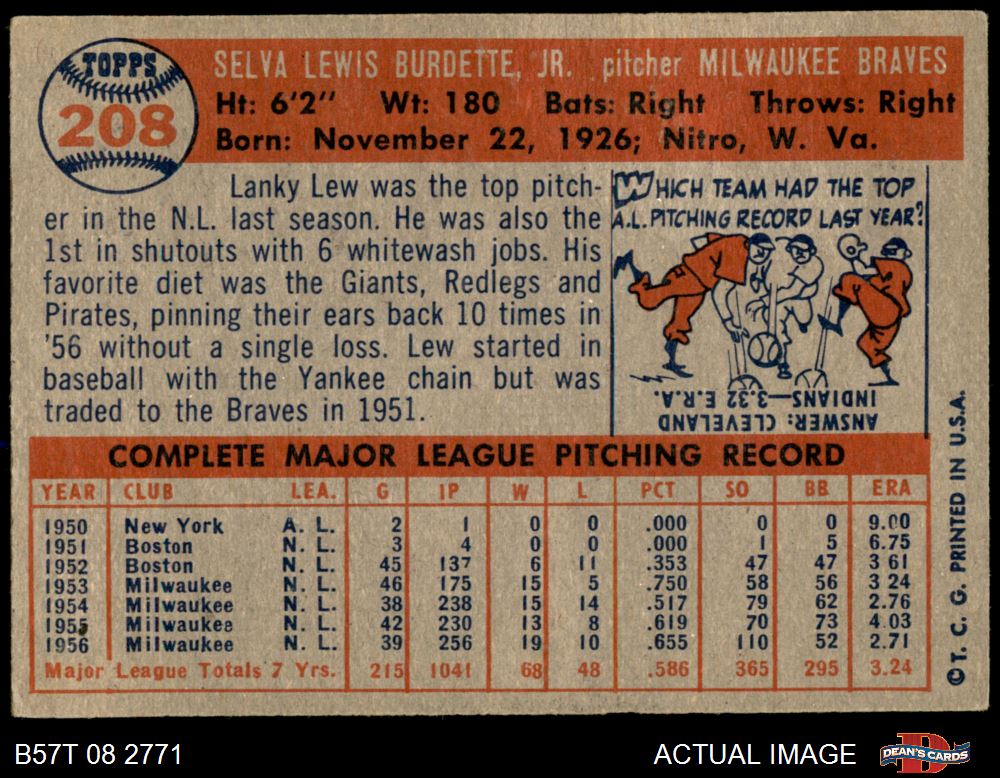 TOPPS
208
SELVA LEWIS BURDETTE, JR. pitcher MILWAUKEE BRAVES
Ht: 6'2" Wt: 180 Bats: Right Throws: Right
Born: November 22, 1926; Nitro, W. Va.
Lanky Lew was the top pitch-
er in the N.L. last season. He was also the
1st in shutouts with 6 whitewash jobs. His
favorite diet was the Giants, Redlegs and
Pirates, pinning their ears back 10 times in
'56 without a single loss. Lew started in
baseball with the Yankee chain but was
traded to the Braves in 1951.
WHICH TEAM HAD THE TOP
A.L. PITCHING RECORD LAST YEAR?
ANSWER: CLEVELAND
INDIANS—3.32 E.R.A.
COMPLETE MAJOR LEAGUE PITCHING RECORD
YEAR CLUB LEA. G IP W L PCT SO BB ERA
1950 New York A. L. 2 1 0 0 .000 0 0 9.00
1951 Boston N. L. 3 4 0 0 .000 1 5 6.75
1952 Boston N. L. 45 137 6 11 .353 47 47 3 61
1953 Milwaukee N. L. 46 175 15 5 .750 58 56 3 24
1954 Milwaukee N. L. 38 238 15 14 .517 79 62 2.76
1955 Milwaukee N. L. 42 230 13 8 .619 70 73 4.03
1956 Milwaukee N. L. 39 256 19 10 .655 110 52 2.71
Major League Totals 7 Yrs. 215 1041 68 48 .586 365 295 3.24
©T. C. G. PRINTED IN U.S.A.
B57T 08 2771
ACTUAL IMAGE
DEAN'S CARDS